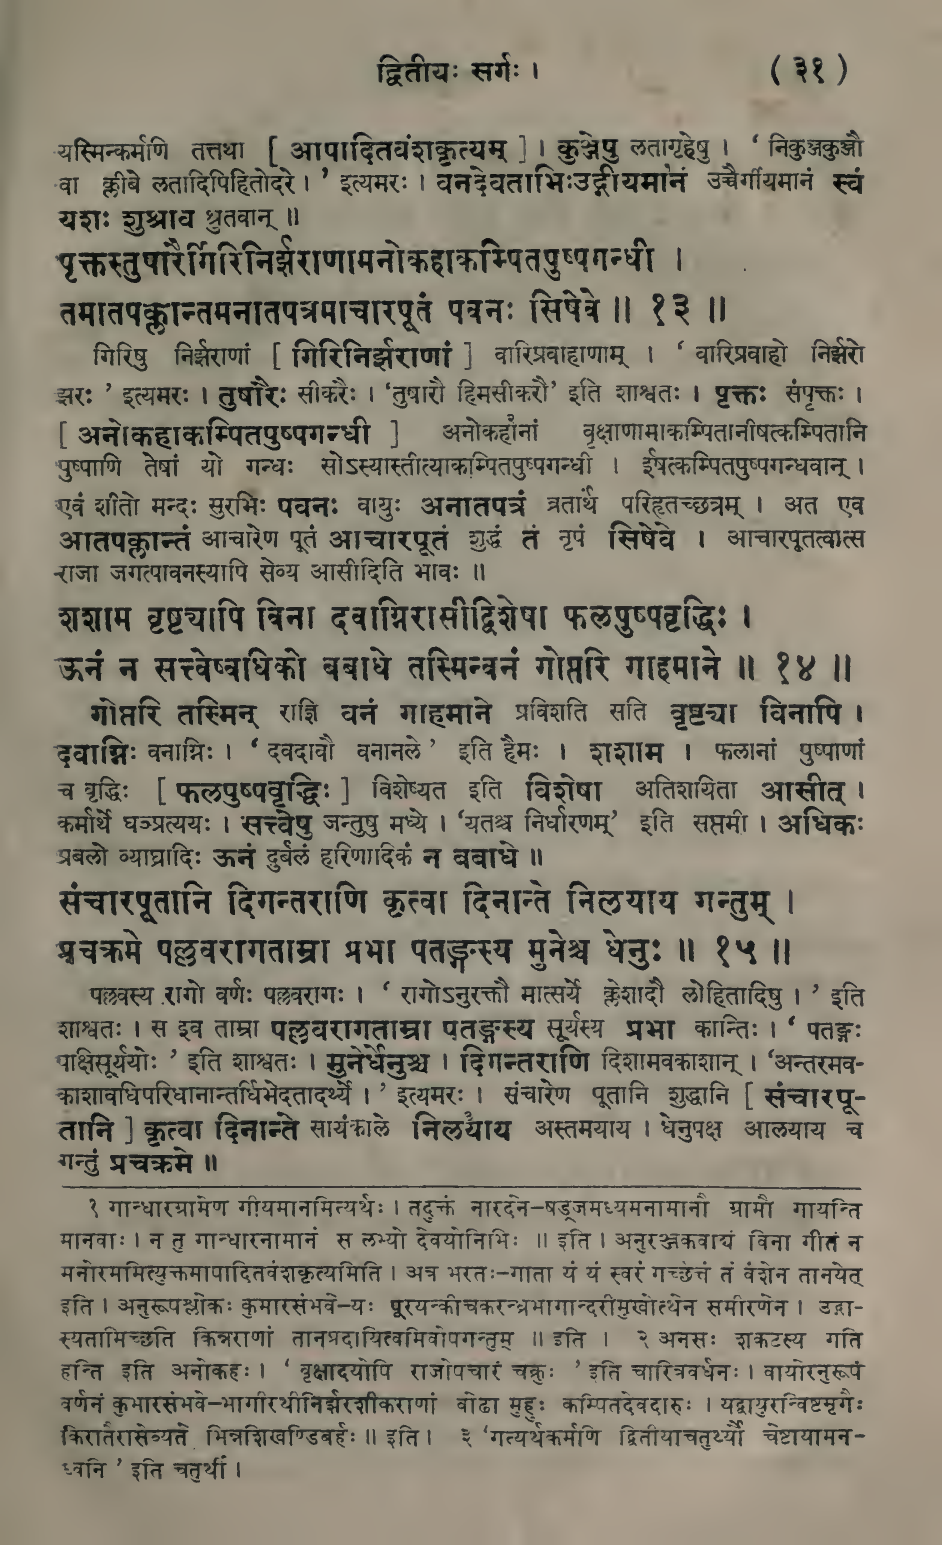 द्वितीयः सर्गः । ( ३१ )
यस्मिन्कर्मणि तत्तथा [ आपादितवंशकृत्यम् ] । कुञ्जेषु लतागृहेषु । ‘ निकुञ्जकुञ्जौ
वा क्लीबे लतादिपिहितोदरे । ’ इत्यमरः । वनदेवताभिःउद्गीयमानं उच्चैर्गीयमानं स्वं
यशः शुश्राव श्रुतवान् ॥
पृक्तस्तुषारैर्गिरिनिर्झराणामनोकहाकम्पितपुष्पगन्धी ।
तमातपक्लान्तमनातपत्रमाचारपूतं पवनः सिषेवे ॥ १३ ॥
गिरिषु निर्झराणां [ गिरिनिर्झराणां ] वारिप्रवाहाणाम् । ‘ वारिप्रवाहो निर्झरो
झरः ’ इत्यमरः । तुषारैः सीकरैः । ‘तुषारौ हिमसीकरौ’ इति शाश्वतः । पृक्तः संपृक्तः ।
[ अनोकहाकम्पितपुष्पगन्धी ] अनोकहानां वृक्षाणामाकम्पितानीषत्कम्पितानि
पुष्पाणि तेषां यो गन्धः सोऽस्यास्तीत्याकम्पितपुष्पगन्धी । ईषत्कम्पितपुष्पगन्धवान् ।
एवं शीतो मन्दः सुरभिः पवनः वायुः अनातपत्रं व्रतार्थं परिहृतच्छत्रम् । अत एव
आतपक्लान्तं आचारेण पूतं आचारपूतं शुद्धं तं नृपं सिषेवे । आचारपूतत्वात्स
राजा जगत्पावनस्यापि सेव्य आसीदिति भावः ॥
शशाम वृष्ट्यापि विना दवाग्निरासीद्विशेषा फलपुष्पवृद्धिः ।
ऊनं न सत्त्वेष्वधिको बबाधे तस्मिन्वनं गोप्तरि गाहमाने ॥ १४ ॥
गोप्तरि तस्मिन् राज्ञि वनं गाहमाने प्रविशति सति वृष्ट्या विनापि ।
दवाग्निः वनाग्निः । ‘ दवदावौ वनानले ’ इति हैमः । शशाम । फलानां पुष्पाणां
च वृद्धिः [ फलपुष्पवृद्धिः ] विशेष्यत इति विशेषा अतिशयिता आसीत् ।
कर्मार्थे घञ्प्रत्ययः । सत्त्वेषु जन्तुषु मध्ये । ‘यतश्च निर्धारणम्’ इति सप्तमी । अधिकः
प्रबलो व्याघ्रादिः ऊनं दुर्बलं हरिणादिकं न बबाधे ॥
संचारपूतानि दिगन्तराणि कृत्वा दिनान्ते निलयाय गन्तुम् ।
प्रचक्रमे पल्लवरागताम्रा प्रभा पतङ्गस्य मुनेश्च धेनुः ॥ १५ ॥
पल्लवस्य रागो वर्णः पल्लवरागः । ‘ रागोऽनुरक्तौ मात्सर्ये क्लेशादौ लोहितादिषु । ’ इति
शाश्वतः । स इव ताम्रा पल्लवरागताम्रा पतङ्गस्य सूर्यस्य प्रभा कान्तिः । ‘ पतङ्गः
पाक्षिसूर्ययोः ’ इति शाश्वतः । मुनेर्धेनुश्च । दिगन्तराणि दिशामवकाशान् । ‘अन्तरमव-
काशावधिपरिधानान्तर्धिभेदतादर्थ्ये । ’ इत्यमरः । संचारेण पूतानि शुद्धानि [ संचारपू-
तानि ] कृत्वा दिनान्ते सायंकाले निलयाय अस्तमयाय । धेनुपक्ष आलयाय च
गन्तुं प्रचक्रमे ॥
१ गान्धारग्रामेण गीयमानमित्यर्थः । तदुक्तं नारदेन–षड्जमध्यमनामानौ ग्रामौ गायन्ति
मानवाः । न तु गान्धारनामानं स लभ्यो देवयोनिभिः ॥ इति । अनुरञ्जकवाद्यं विना गीतं न
मनोरममित्युक्तमापादितवंशकृत्यमिति । अत्र भरतः–गाता यं यं स्वरं गच्छेत्तं तं वंशेन तानयेत्
इति । अनुरूपश्लोकः कुमारसंभवे–यः पूरयन्कीचकरन्ध्रभागान्दरीमुखोत्थेन समीरणेन । उद्गा-
स्यतामिच्छति किन्नराणां तानप्रदायित्वमिवोपगन्तुम् ॥ इति । २ अनसः शकटस्य गतिं
हन्ति इति अनोकहः । ‘ वृक्षादयोपि राजोपचारं चक्रुः ’ इति चारित्रवर्धनः । वायोरनुरूपं
वर्णनं कुमारसंभवे–भागीरथीनिर्झरशीकराणां वोढा मुहुः कम्पितदेवदारुः । यद्वायुरन्विष्टमृगैः
किरातैरासेव्यते भिन्नशिखण्डिबर्हः ॥ इति । ३ ‘गत्यर्थकर्मणि द्वितीयाचतुर्थ्यौ चेष्टायामन-
ध्वनि ’ इति चतुर्थी ।